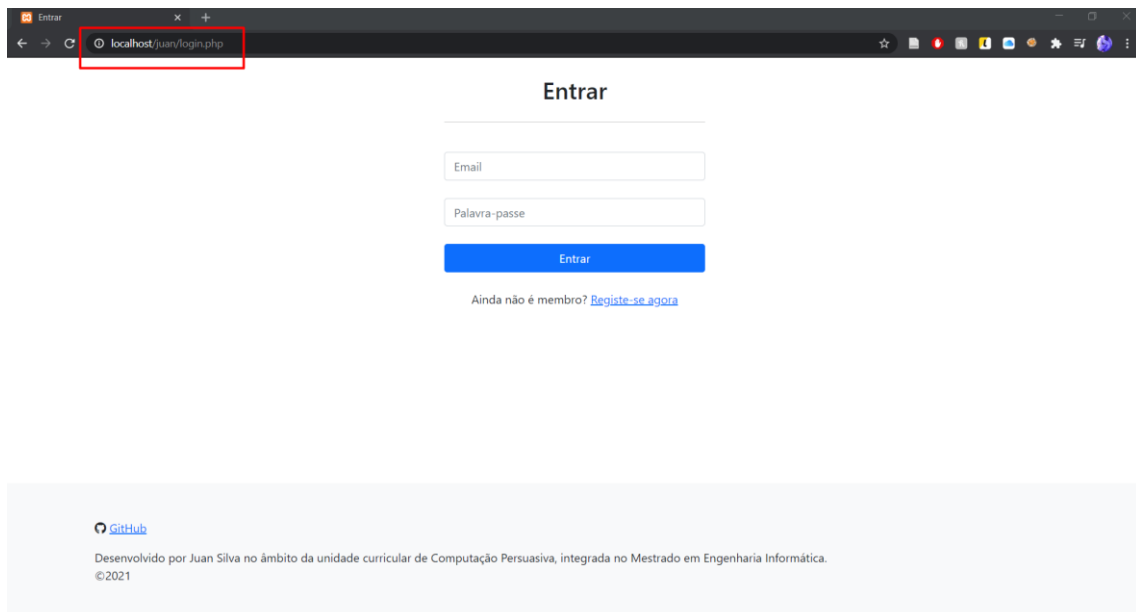 Entrar
localhost/juan/login.php
Entrar
Email
Palavra-passe
Entrar
Ainda não é membro? Registe-se agora
GitHub
Desenvolvido por Juan Silva no âmbito da unidade curricular de Computação Persuasiva, integrada no Mestrado em Engenharia Informática.
©2021